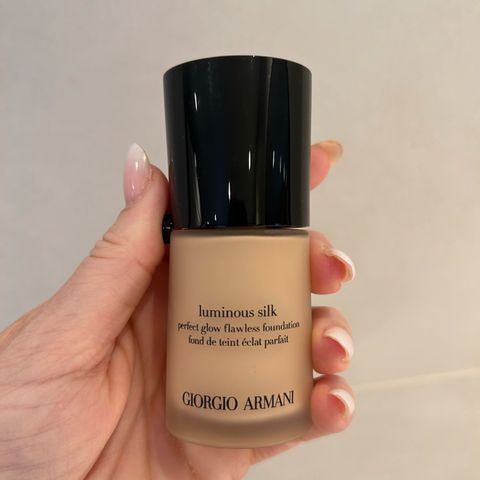 luminous silk
perfect glow flawless foundation
fond de teint éclat parfait
GIORGIO ARMANI